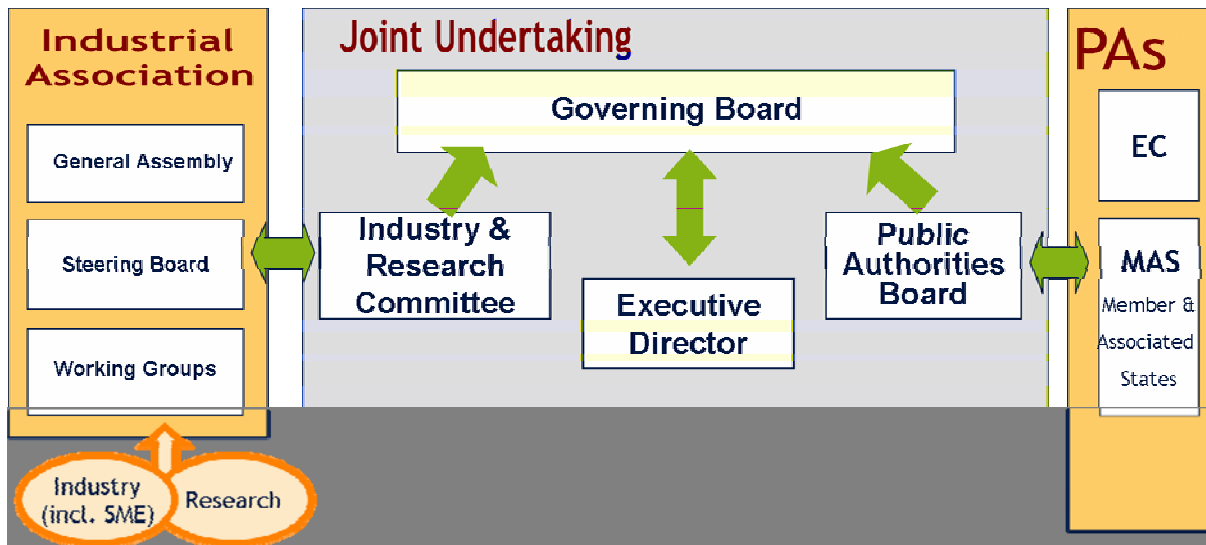 Industrial
Association
General Assembly
Steering Board
Working Groups
Industry
(incl. SME)
Research
Joint Undertaking
Governing Board
Industry &
Research
Committee
Executive
Director
Public
Authorities
Board
PAs
EC
MAS
Member &
Associated
States